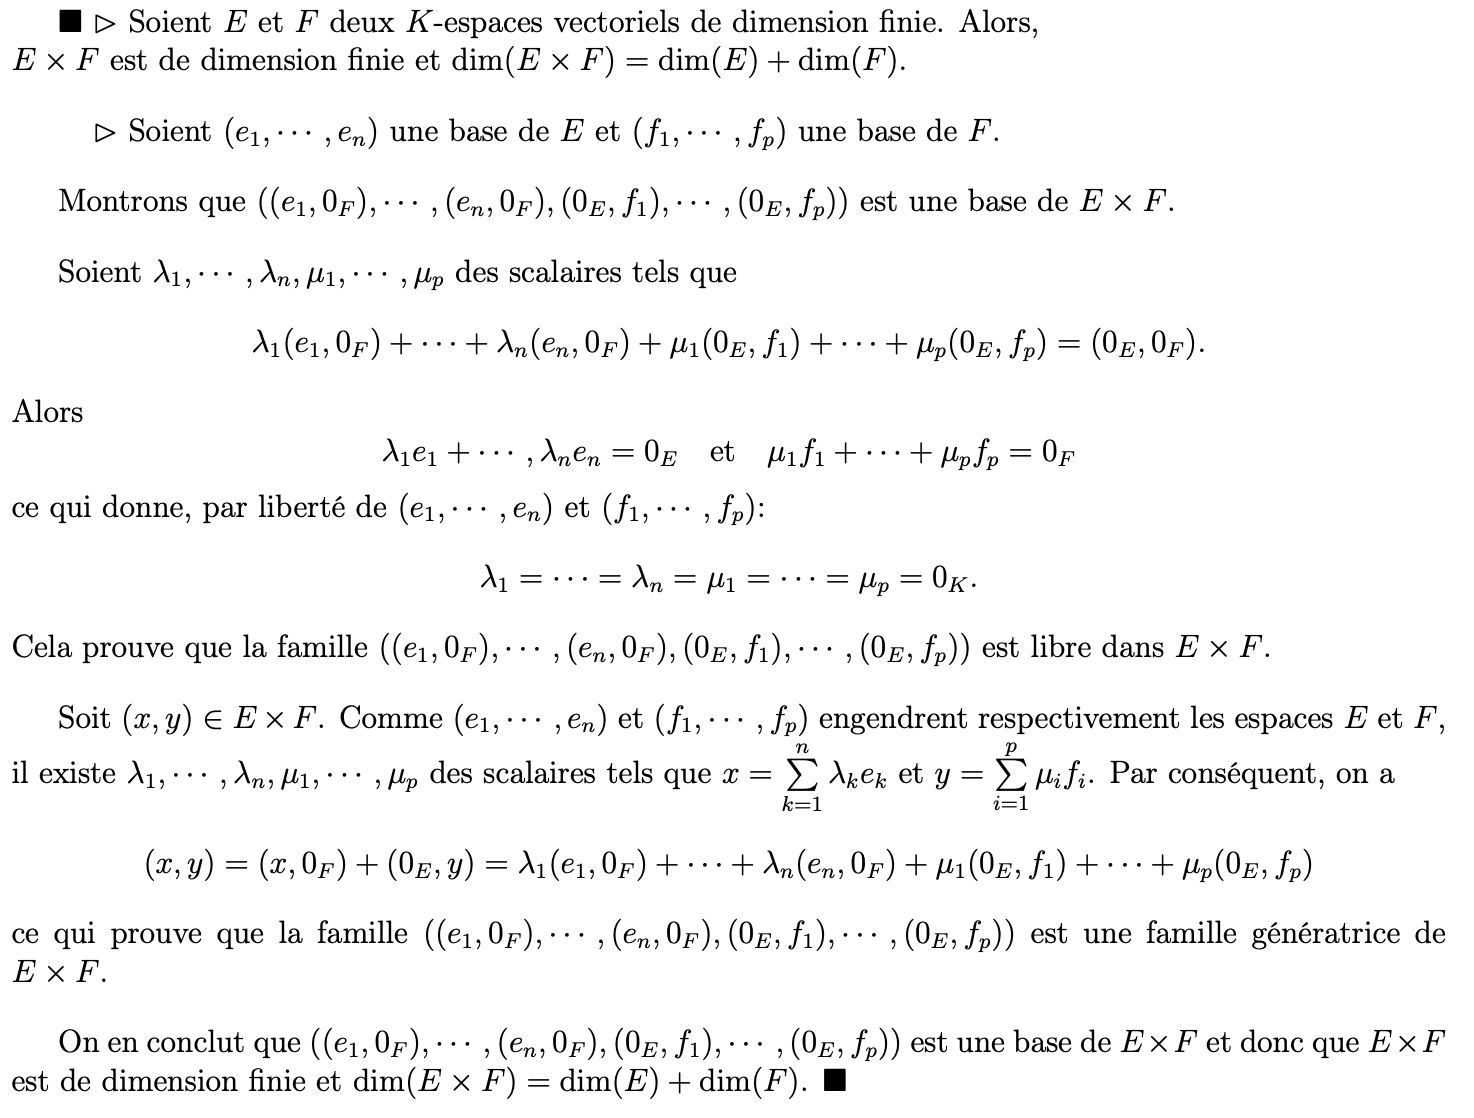 ■ ▷ Soient E et F deux K-espaces vectoriels de dimension finie. Alors,
E × F est de dimension finie et dim(E × F) = dim(E) + dim(F).
▷ Soient (e₁, ⋯ , eₙ) une base de E et (f₁, ⋯ , fₚ) une base de F.
Montrons que ((e₁, 0_F), ⋯ , (eₙ, 0_F), (0_E, f₁), ⋯ , (0_E, fₚ)) est une base de E × F.
Soient λ₁, ⋯ , λₙ, μ₁, ⋯ , μₚ des scalaires tels que
λ₁(e₁, 0_F) + ⋯ + λₙ(eₙ, 0_F) + μ₁(0_E, f₁) + ⋯ + μₚ(0_E, fₚ) = (0_E, 0_F).
Alors
λ₁e₁ + ⋯ , λₙeₙ = 0_E et μ₁f₁ + ⋯ + μₚfₚ = 0_F
ce qui donne, par liberté de (e₁, ⋯ , eₙ) et (f₁, ⋯ , fₚ):
λ₁ = ⋯ = λₙ = μ₁ = ⋯ = μₚ = 0_K.
Cela prouve que la famille ((e₁, 0_F), ⋯ , (eₙ, 0_F), (0_E, f₁), ⋯ , (0_E, fₚ)) est libre dans E × F.
Soit (x, y) ∈ E × F. Comme (e₁, ⋯ , eₙ) et (f₁, ⋯ , fₚ) engendrent respectivement les espaces E et F,
il existe λ₁, ⋯ , λₙ, μ₁, ⋯ , μₚ des scalaires tels que x = ∑_{k=1}^{n} λₖeₖ et y = ∑_{i=1}^{p} μᵢfᵢ. Par conséquent, on a
(x, y) = (x, 0_F) + (0_E, y) = λ₁(e₁, 0_F) + ⋯ + λₙ(eₙ, 0_F) + μ₁(0_E, f₁) + ⋯ + μₚ(0_E, fₚ)
ce qui prouve que la famille ((e₁, 0_F), ⋯ , (eₙ, 0_F), (0_E, f₁), ⋯ , (0_E, fₚ)) est une famille génératrice de
E × F.
On en conclut que ((e₁, 0_F), ⋯ , (eₙ, 0_F), (0_E, f₁), ⋯ , (0_E, fₚ)) est une base de E × F et donc que E × F
est de dimension finie et dim(E × F) = dim(E) + dim(F). ■